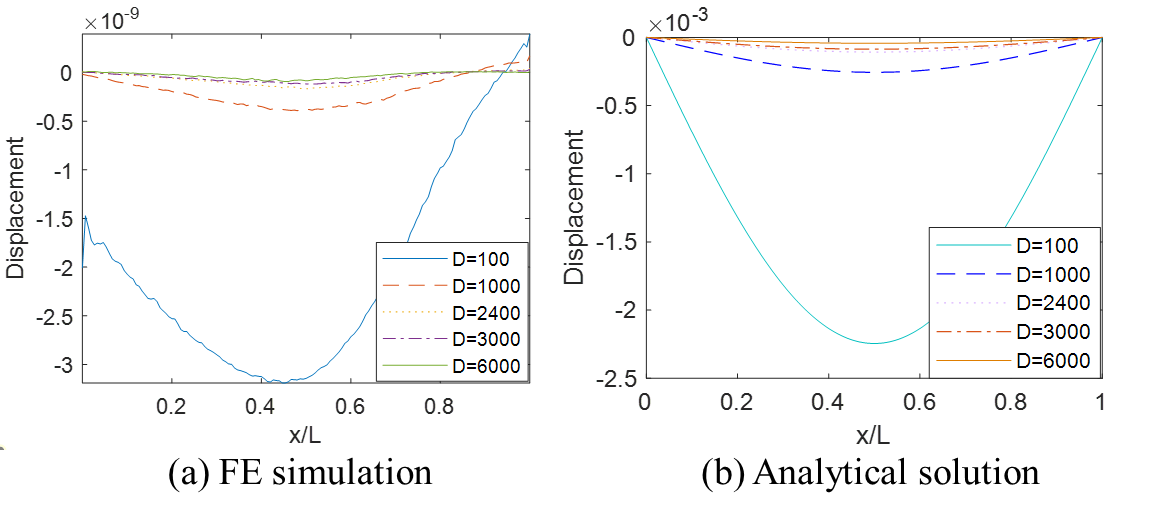 ×10-9
0
-0.5
-1
-1.5
-2
-2.5
-3
Displacement
0.2 0.4 0.6 0.8
x/L
D=100
D=1000
D=2400
D=3000
D=6000
(a) FE simulation
×10-3
0
-0.5
-1
-1.5
-2
-2.5
Displacement
0 0.2 0.4 0.6 0.8 1
x/L
D=100
D=1000
D=2400
D=3000
D=6000
(b) Analytical solution